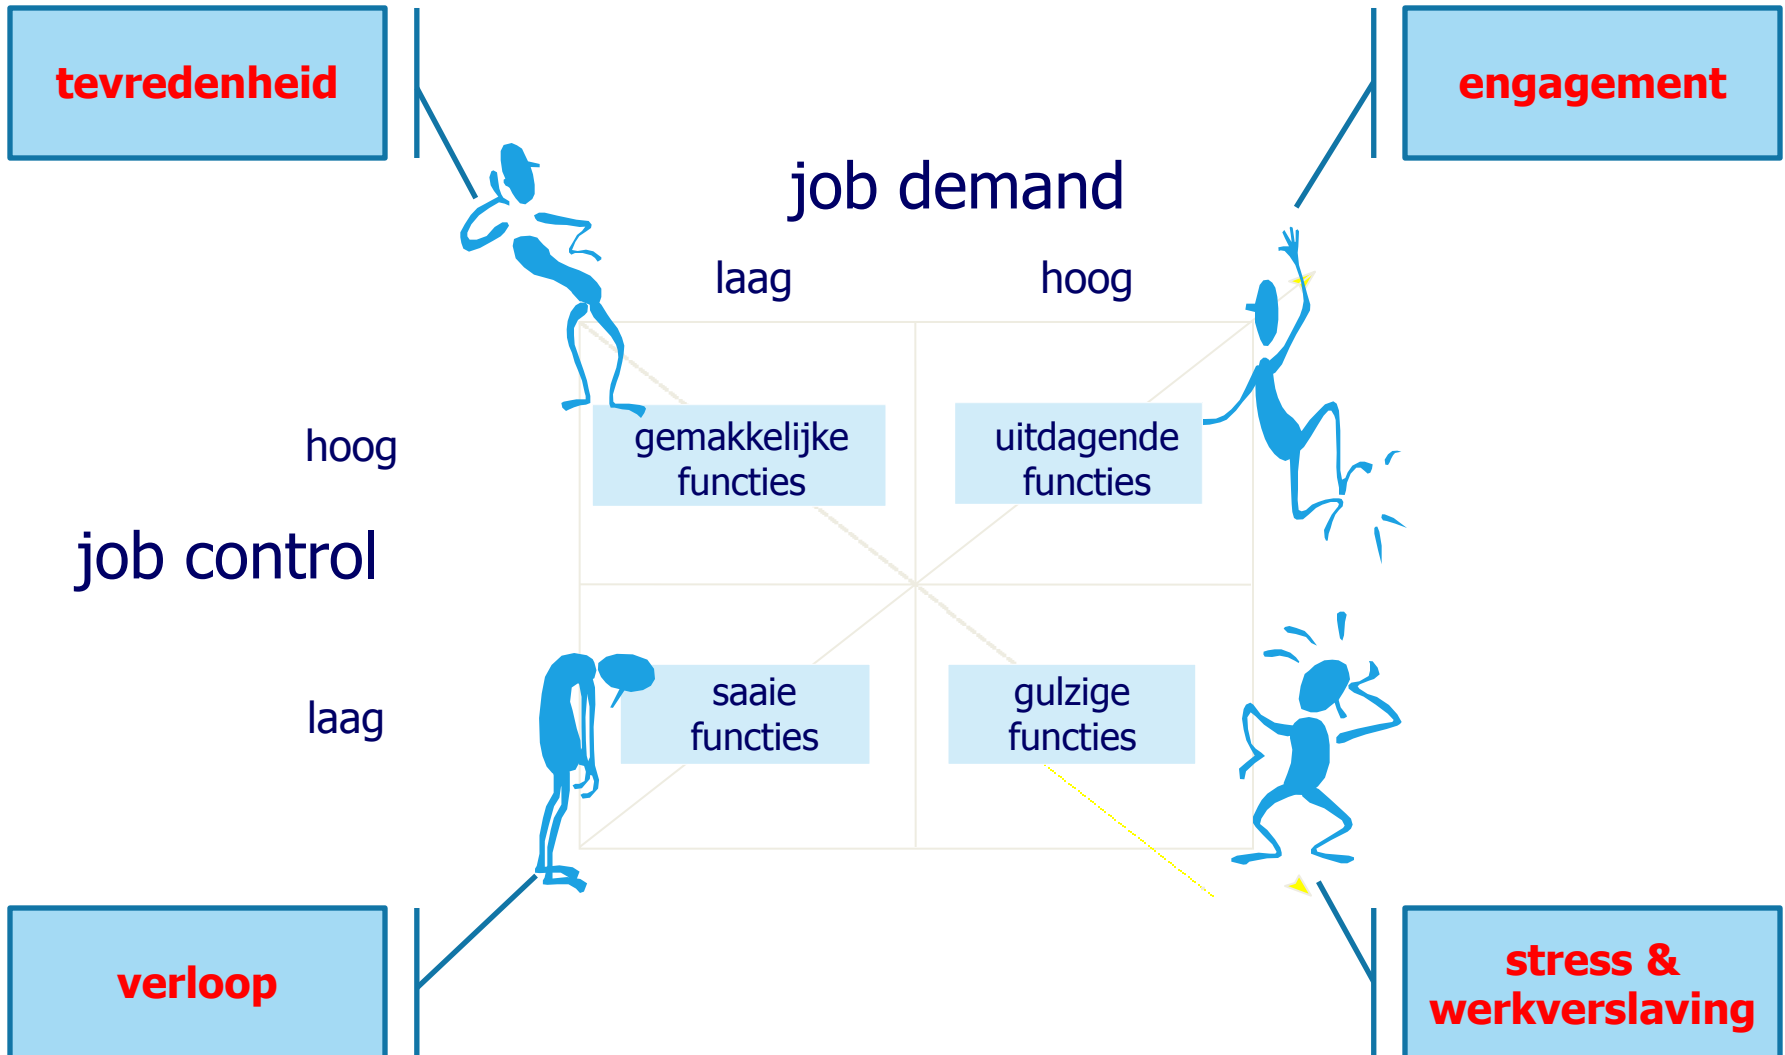 tevredenheid
engagement
job demand
laag
hoog
hoog
gemakkelijke
functies
uitdagende
functies
job control
laag
saaie
functies
gulzige
functies
verloop
stress &
werkverslaving